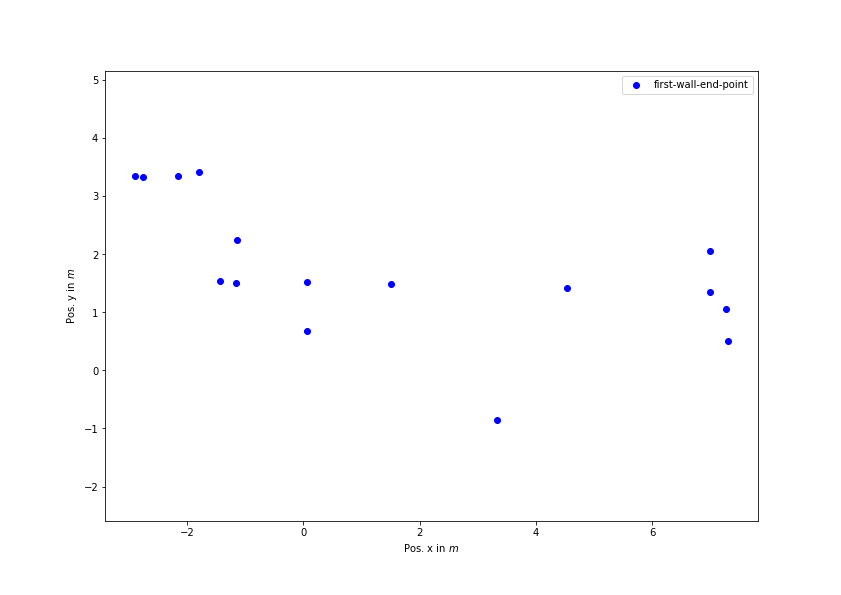 first-wall-end-point
5
4
3
2
1
0
−1
−2
Pos. y in m
−2 0 2 4 6
Pos. x in m